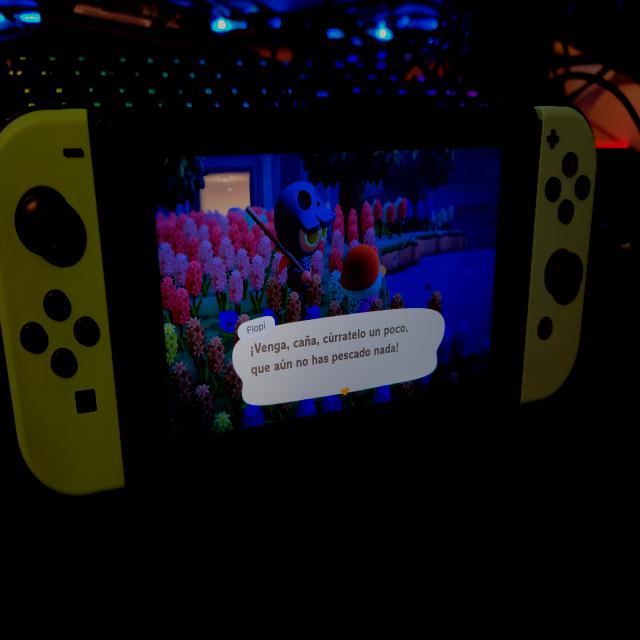 Flopi
¡Venga, caña, cúrratelo un poco,
que aún no has pescado nada!